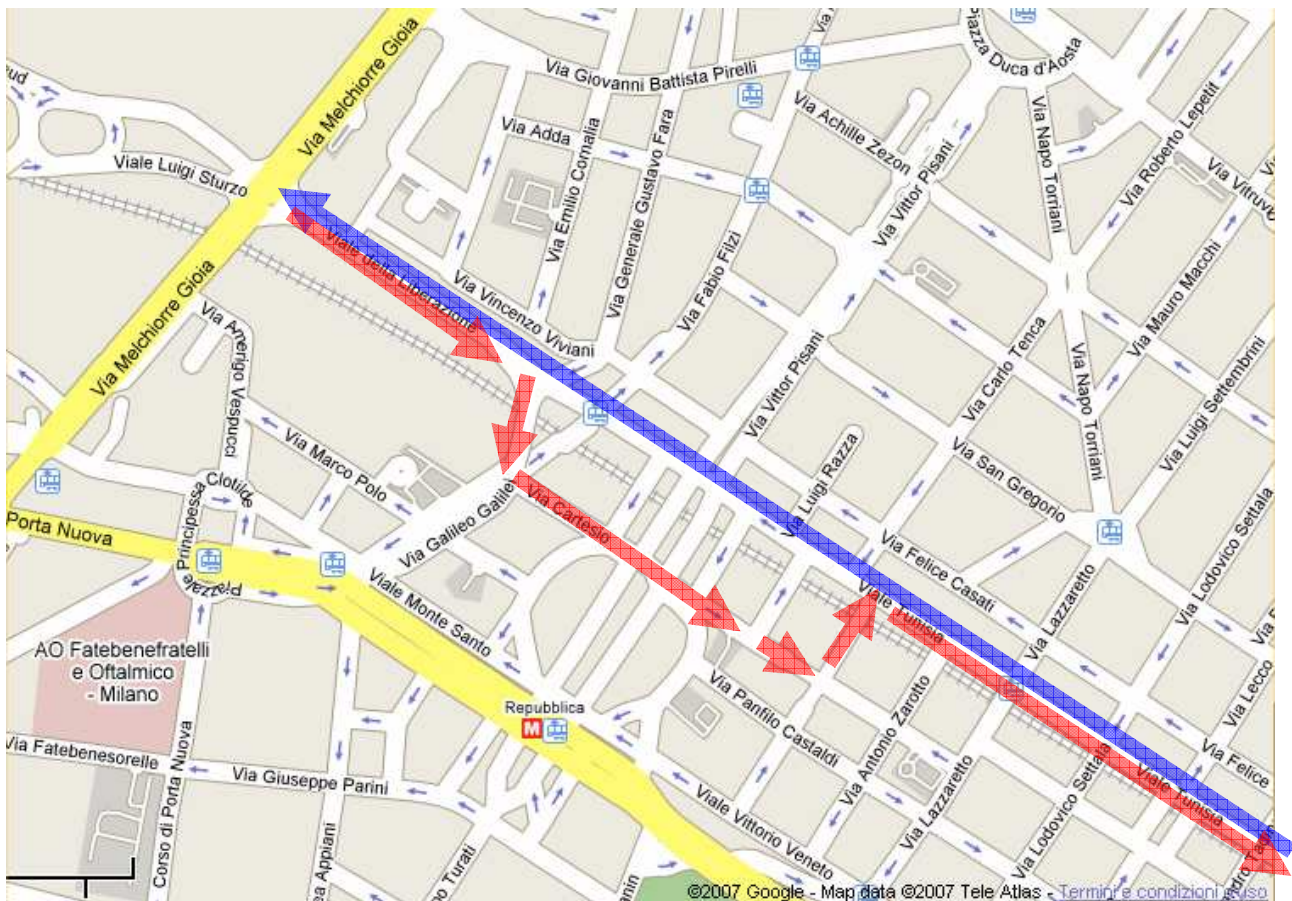 Piazza Duca d'Aosta
Via Melchiorre Gioia
Via Giovanni Battista Pirelli
Via Roberto Lepetit
Via Adda
Via Achille Zezon
Via Napo Torriani
Viale Luigi Sturzo
Via Emilio Cornalia
Via Generale Gustavo Fara
Via Vittor Pisani
Via Vitruvio
Viale della Liberazione
Via Fabio Filzi
Via Mauro Macchi
Via Melchiorre Gioia
Via Vincenzo Viviani
Via Amerigo Vespucci
Via Carlo Tenca
Via Vittor Pisani
Via Napo Torriani
Via Luigi Settembrini
Via Marco Polo
Via Luigi Razza
Via San Gregorio
Via Galileo Galilei
Via Cartesio
Via Lodovico Settala
Porta Nuova
Piazzale Principessa Clotilde
Via Felice Casati
Viale Tunisia
Via Lazzaretto
Viale Monte Santo
AO Fatebenefratelli
e Oftalmico
- Milano
Via Lecco
Repubblica
M
Via Panfilo Castaldi
Via Antonio Zarotto
Via Fatebenesorelle
Via Giuseppe Parini
Corso di Porta Nuova
Via Felice
Viale Tunisia
Viale Vittorio Veneto
Via Lazzaretto
Via Lodovico Settala
ea Appiani
o Turati
anin
©2007 Google - Map data ©2007 Tele Atlas - Termini e condizioni d'uso